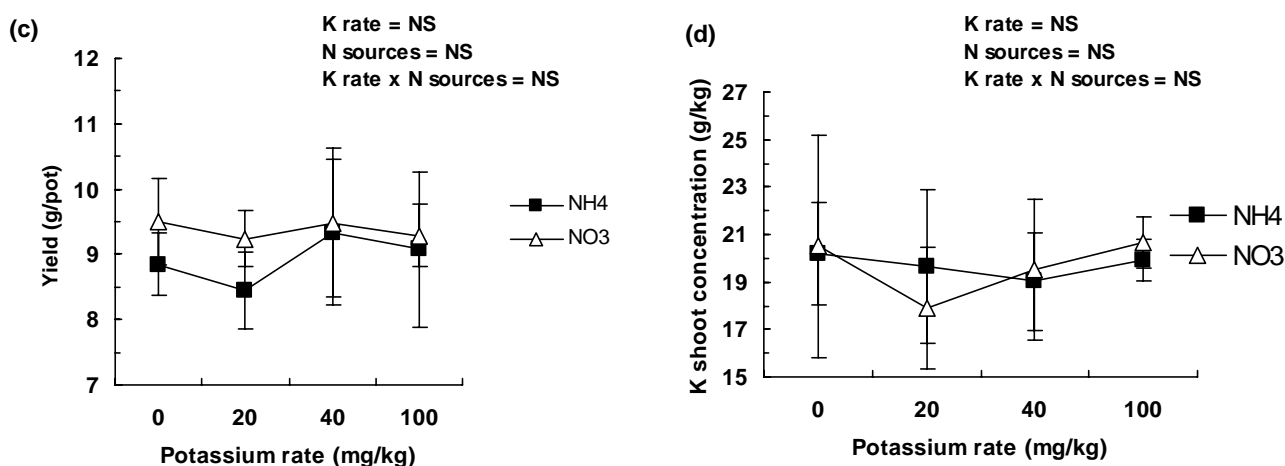 (c)
K rate = NS
N sources = NS
K rate x N sources = NS
12
11
10
9
8
7
Yield (g/pot)
0 20 40 100
Potassium rate (mg/kg)
NH4
NO3
(d)
K rate = NS
N sources = NS
K rate x N sources = NS
27
25
23
21
19
17
15
K shoot concentration (g/kg)
0 20 40 100
Potassium rate (mg/kg)
NH4
NO3